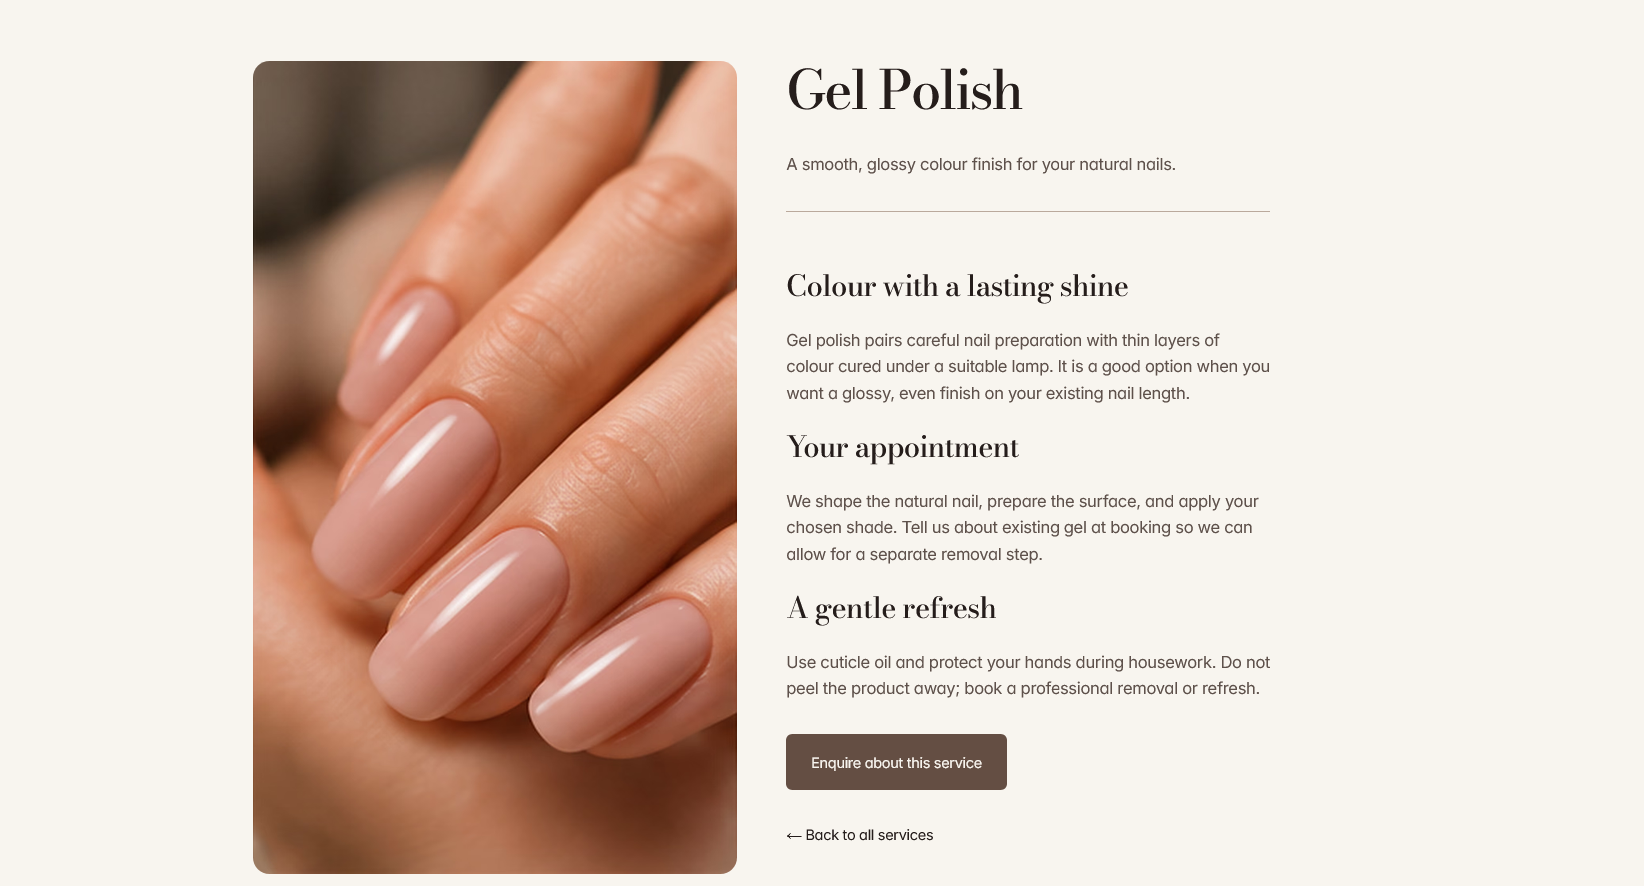 Gel Polish
A smooth, glossy colour finish for your natural nails.
Colour with a lasting shine
Gel polish pairs careful nail preparation with thin layers of
colour cured under a suitable lamp. It is a good option when you
want a glossy, even finish on your existing nail length.
Your appointment
We shape the natural nail, prepare the surface, and apply your
chosen shade. Tell us about existing gel at booking so we can
allow for a separate removal step.
A gentle refresh
Use cuticle oil and protect your hands during housework. Do not
peel the product away; book a professional removal or refresh.
Enquire about this service
← Back to all services